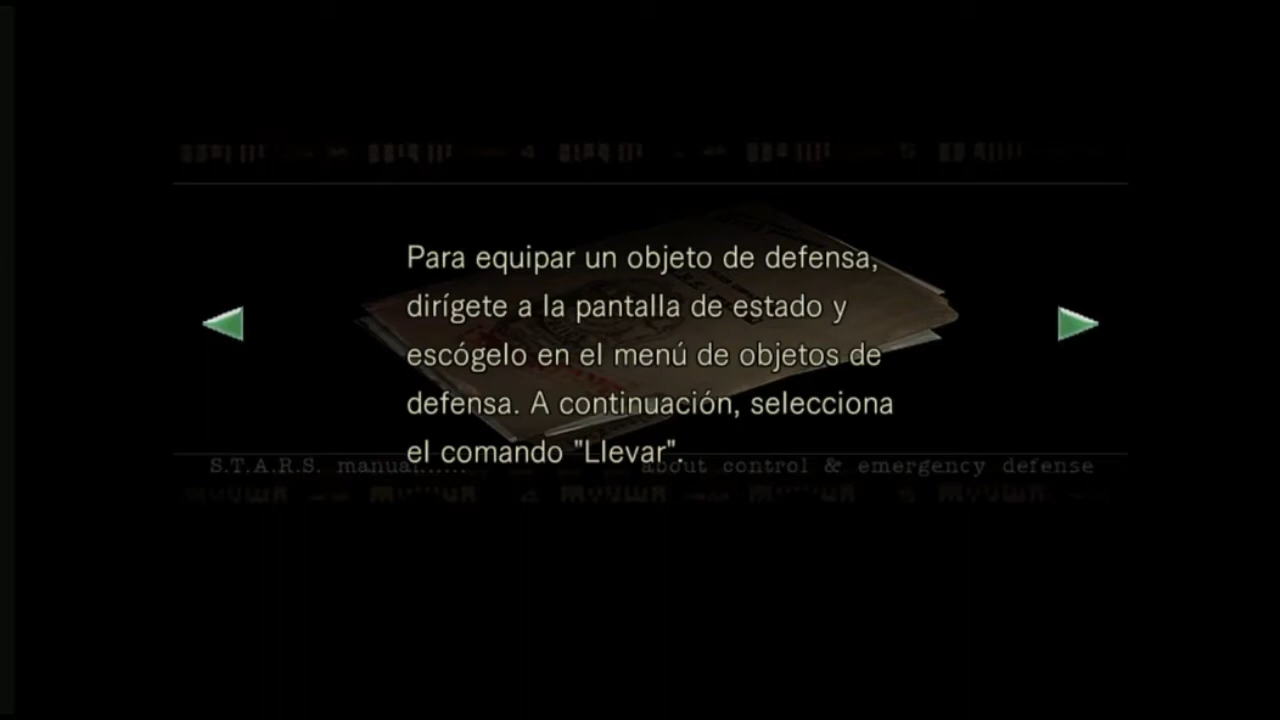 Para equipar un objeto de defensa,
dirígete a la pantalla de estado y
escógelo en el menú de objetos de
defensa. A continuación, selecciona
el comando "Llevar".
S.T.A.R.S. manual...... about control & emergency defense